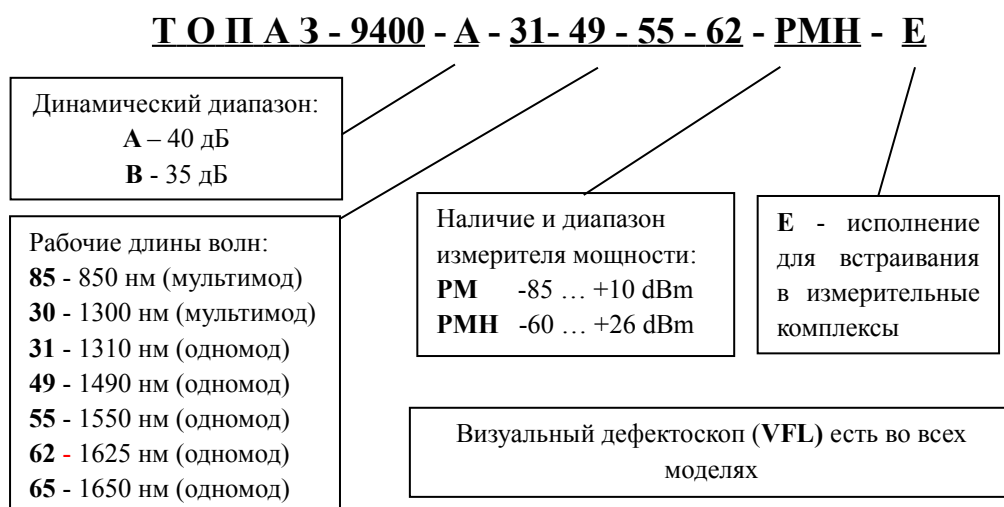 Т О П А З - 9400 - А - 31- 49 - 55 - 62 - РМН - Е
Динамический диапазон:
А – 40 дБ
В - 35 дБ
Рабочие длины волн:
85 - 850 нм (мультимод)
30 - 1300 нм (мультимод)
31 - 1310 нм (одномод)
49 - 1490 нм (одномод)
55 - 1550 нм (одномод)
62 - 1625 нм (одномод)
65 - 1650 нм (одномод)
Наличие и диапазон
измерителя мощности:
PM -85 … +10 dBm
PMH -60 … +26 dBm
Е - исполнение
для встраивания
в измерительные
комплексы
Визуальный дефектоскоп (VFL) есть во всех
моделях